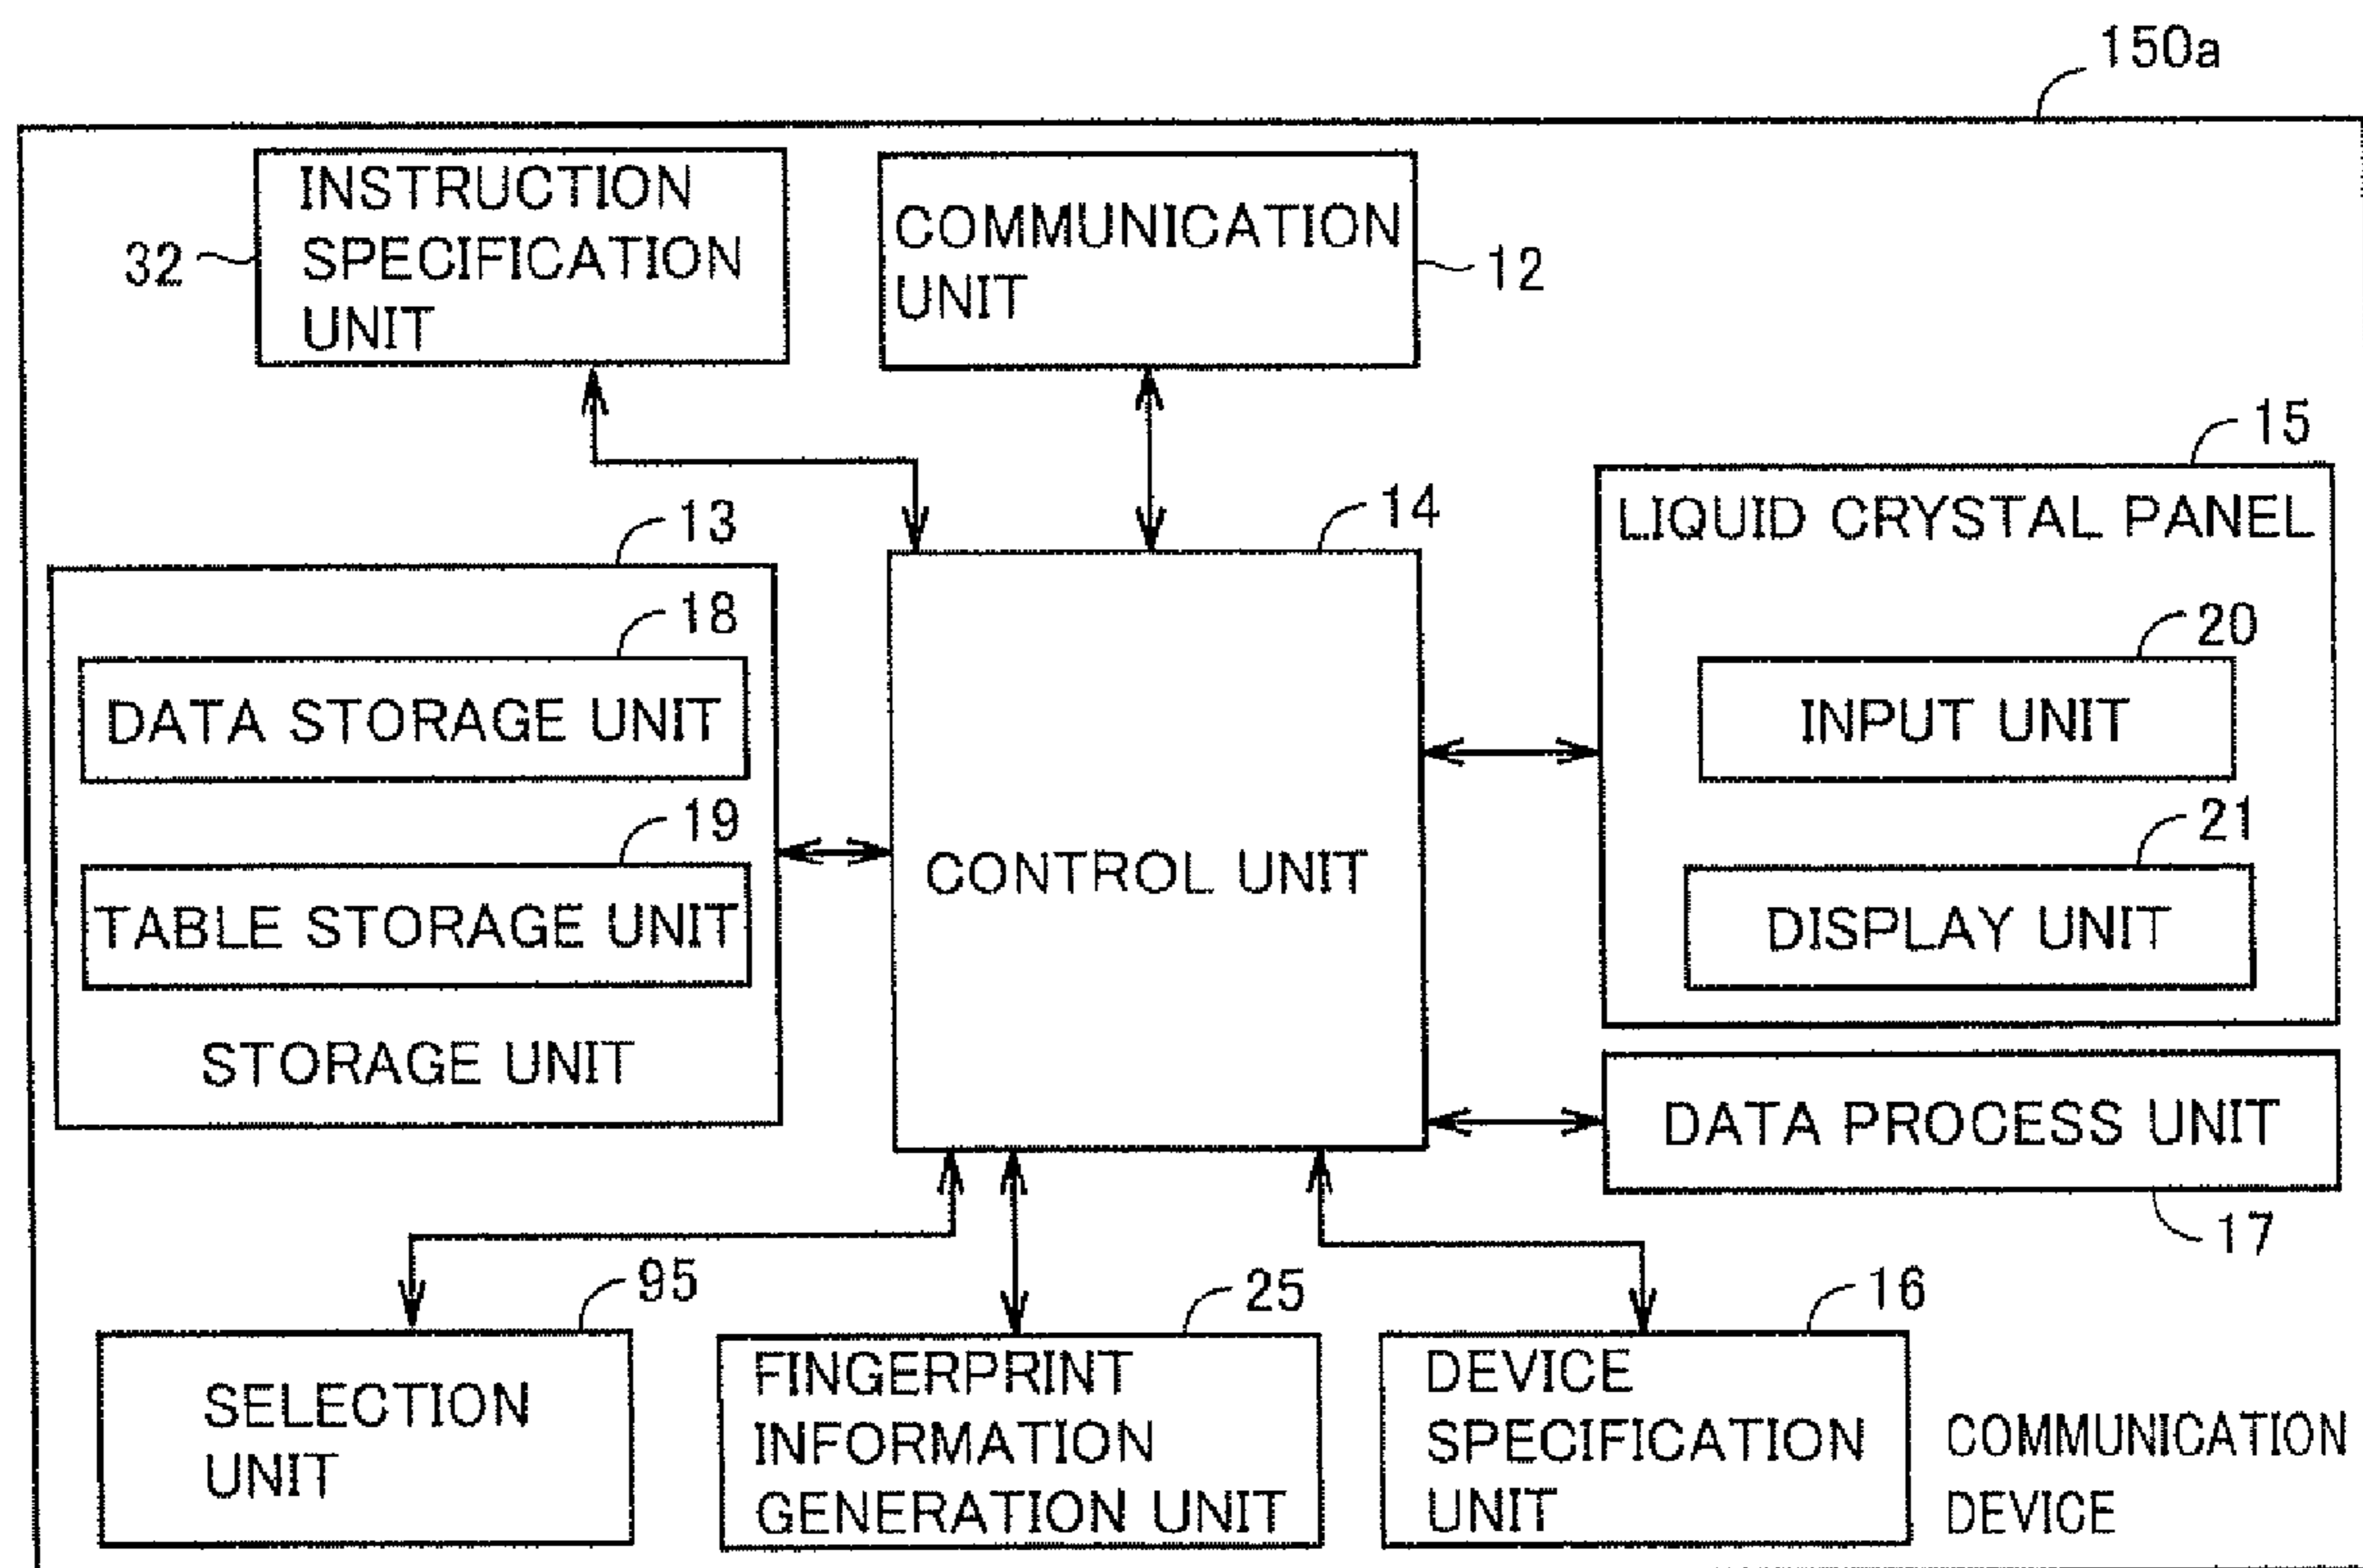 150a
INSTRUCTION
SPECIFICATION
UNIT
32
COMMUNICATION
UNIT
12
15
LIQUID CRYSTAL PANEL
13
14
18
DATA STORAGE UNIT
20
INPUT UNIT
19
TABLE STORAGE UNIT
CONTROL UNIT
21
DISPLAY UNIT
STORAGE UNIT
DATA PROCESS UNIT
17
95
SELECTION
UNIT
25
FINGERPRINT
INFORMATION
GENERATION UNIT
16
DEVICE
SPECIFICATION
UNIT
COMMUNICATION
DEVICE